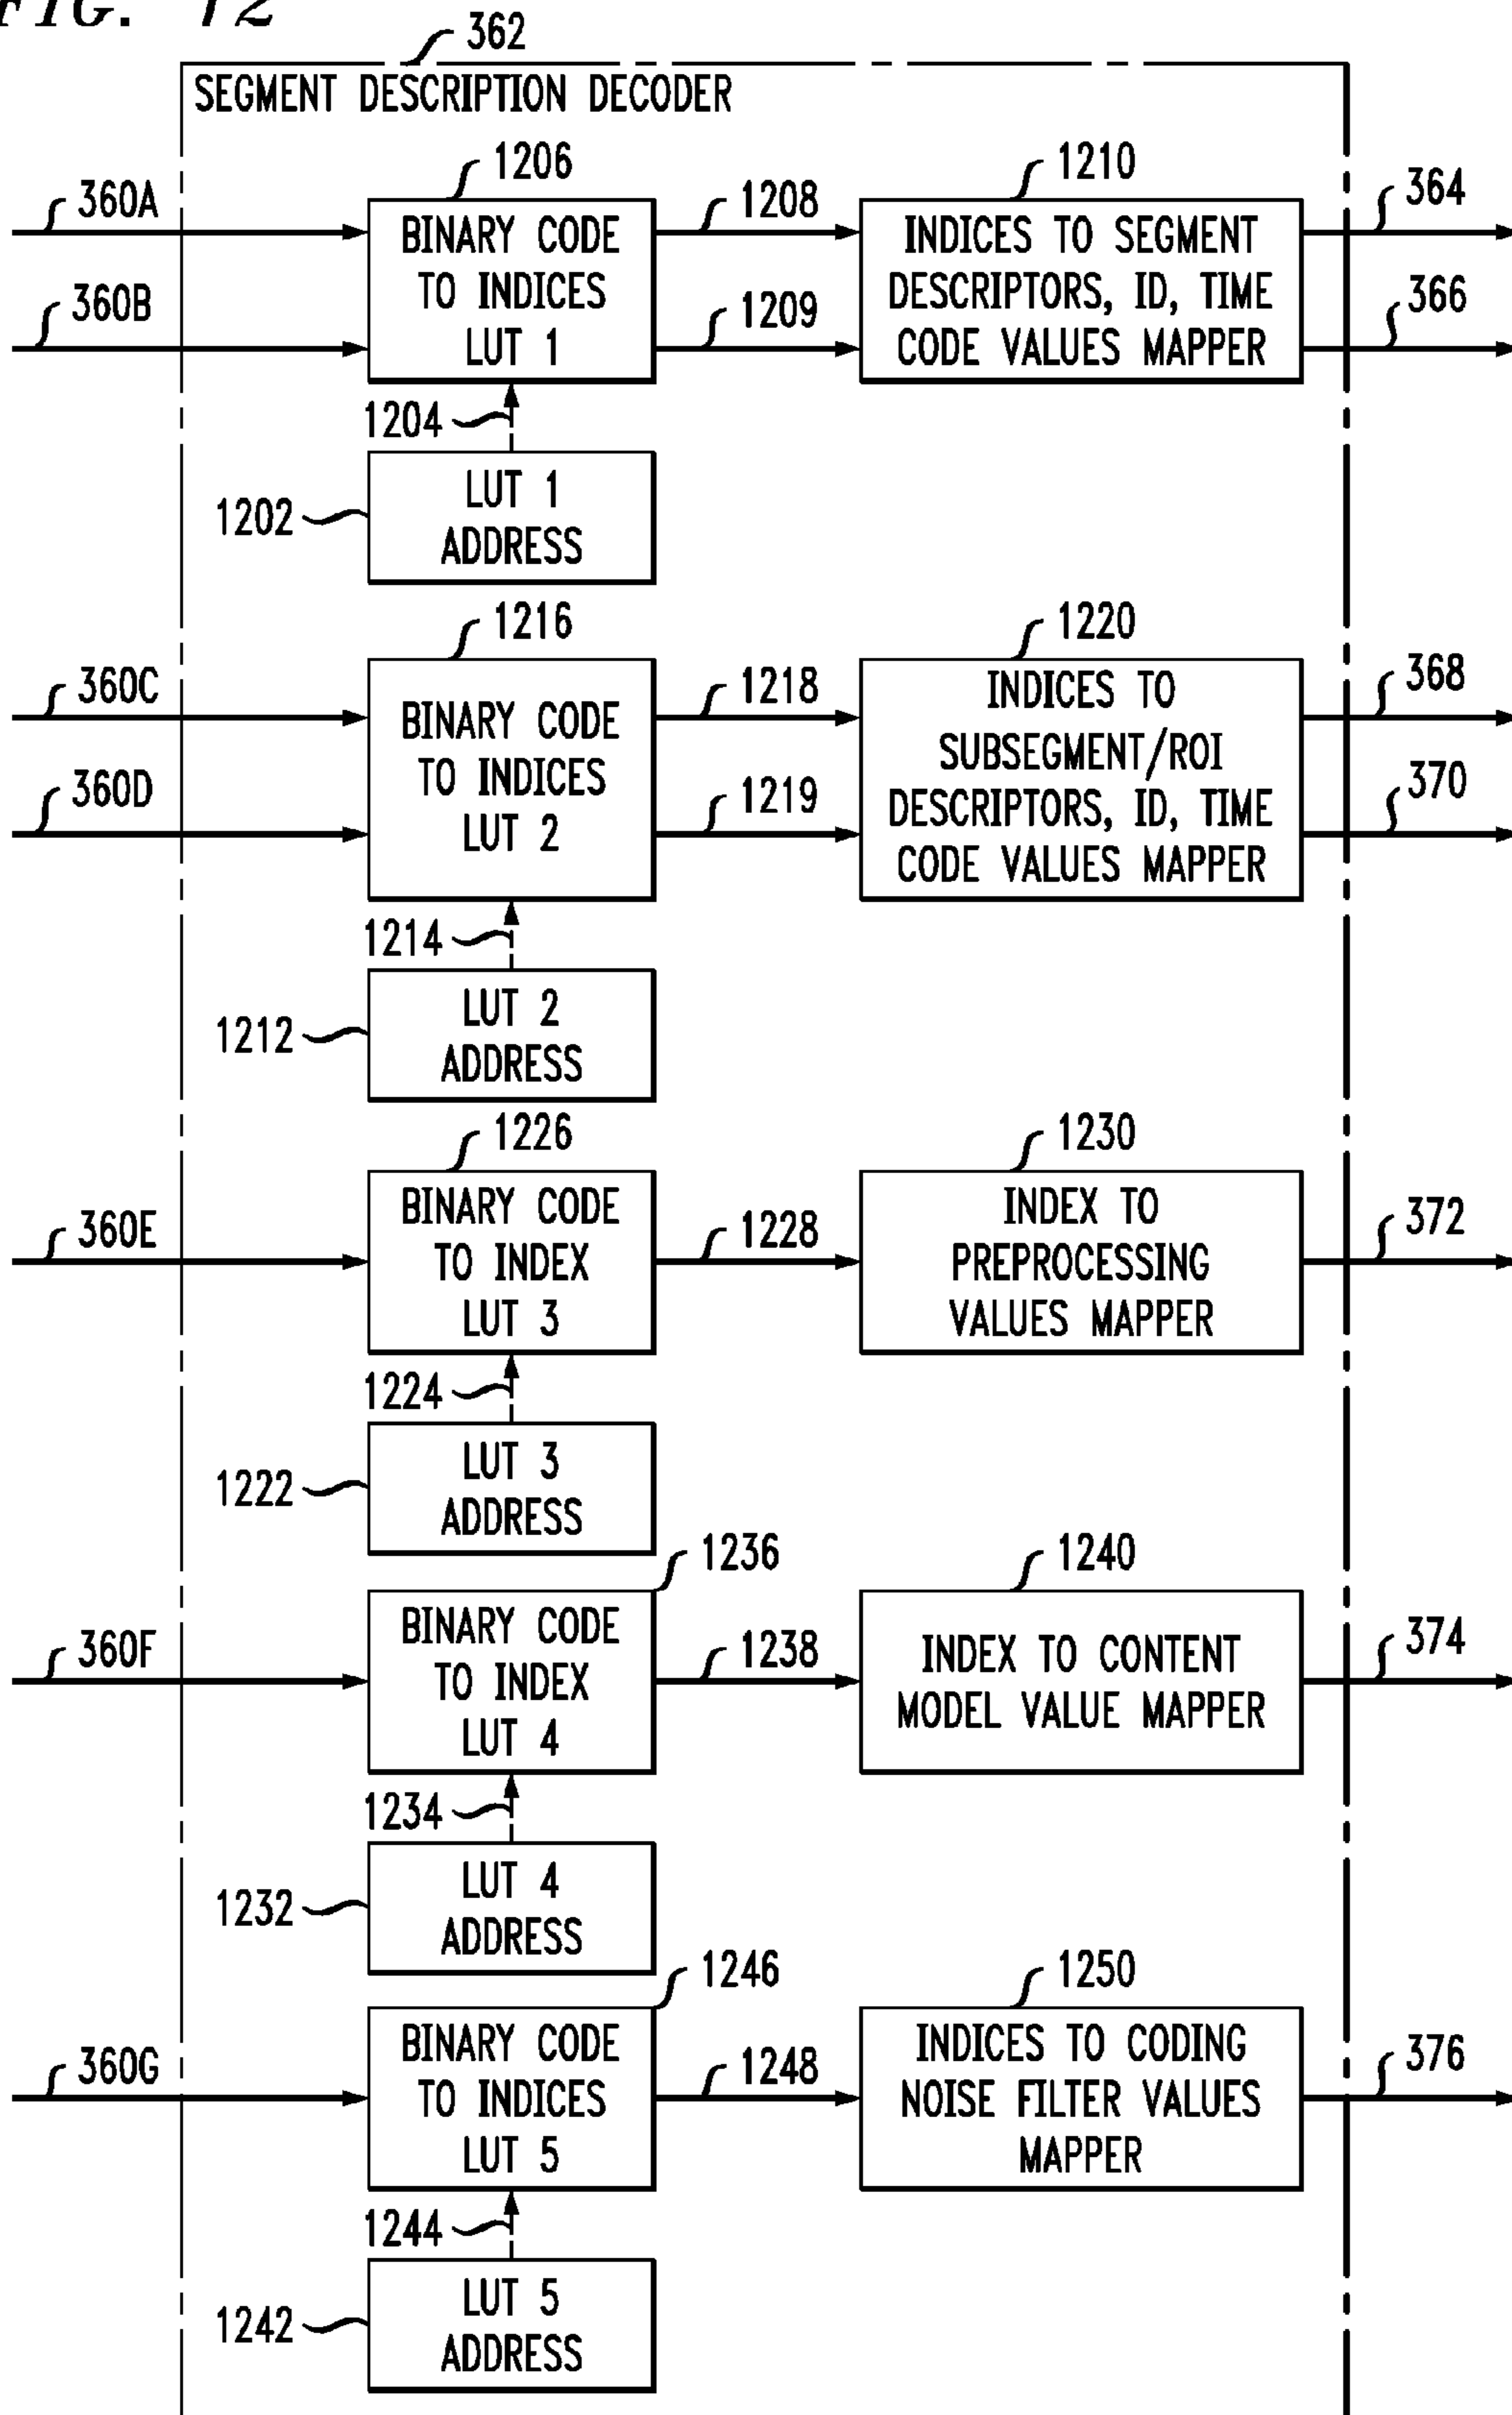 FIG. 12
362
SEGMENT DESCRIPTION DECODER
1206
1210
360A
1208
364
BINARY CODE
TO INDICES
LUT 1
INDICES TO SEGMENT
DESCRIPTORS, ID, TIME
CODE VALUES MAPPER
360B
1209
366
1204
LUT 1
ADDRESS
1202
1216
1220
360C
1218
368
BINARY CODE
TO INDICES
LUT 2
INDICES TO
SUBSEGMENT/ROI
DESCRIPTORS, ID, TIME
CODE VALUES MAPPER
360D
1219
370
1214
LUT 2
ADDRESS
1212
1226
1230
360E
1228
372
BINARY CODE
TO INDEX
LUT 3
INDEX TO
PREPROCESSING
VALUES MAPPER
1224
LUT 3
ADDRESS
1222
1236
1240
360F
1238
374
BINARY CODE
TO INDEX
LUT 4
INDEX TO CONTENT
MODEL VALUE MAPPER
1234
LUT 4
ADDRESS
1232
1246
1250
360G
1248
376
BINARY CODE
TO INDICES
LUT 5
INDICES TO CODING
NOISE FILTER VALUES
MAPPER
1244
LUT 5
ADDRESS
1242